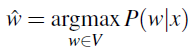 ŵ = argmax P(w|x)
w∈V